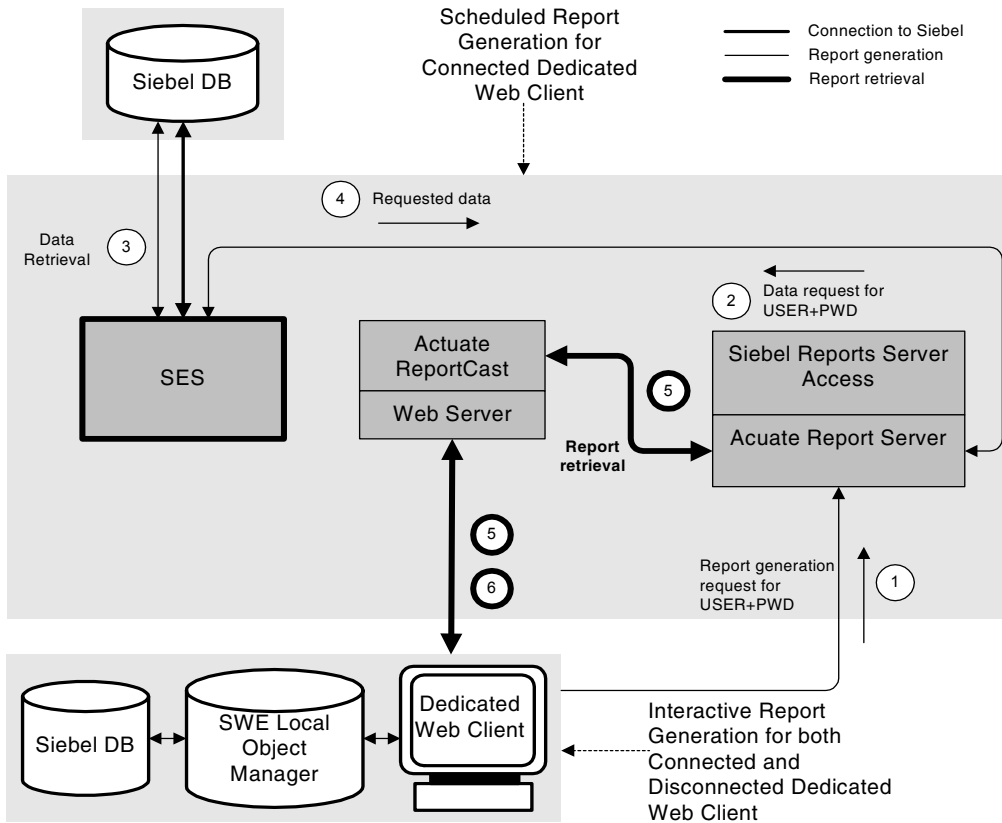 Scheduled Report
Generation for
Connected Dedicated
Web Client
Connection to Siebel
Report generation
Report retrieval
Siebel DB
4
Requested data
Data
Retrieval
3
2
Data request for
USER+PWD
SES
Actuate
ReportCast
Web Server
5
Siebel Reports Server
Access
Acuate Report Server
Report
retrieval
5
6
Report generation
request for
USER+PWD
1
Siebel DB
SWE Local
Object
Manager
Dedicated
Web Client
Interactive Report
Generation for both
Connected and
Disconnected Dedicated
Web Client